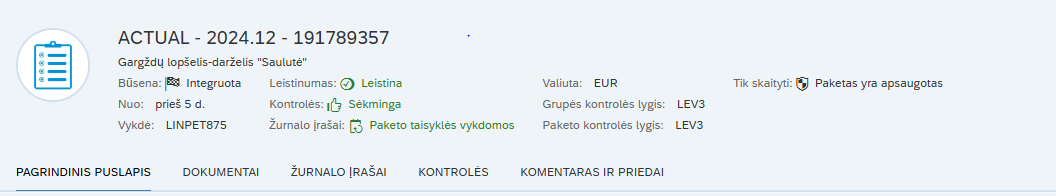 ACTUAL - 2024.12 - 191789357
Gargždų lopšelis-darželis "Saulutė"
Būsena: Integruota Leistinumas: Leistina Valiuta: EUR Tik skaityti: Paketas yra apsaugotas
Nuo: prieš 5 d. Kontrolės: Sėkminga Grupės kontrolės lygis: LEV3
Vykdė: LINPET875 Žurnalo įrašai: Paketo taisyklės vykdomos Paketo kontrolės lygis: LEV3
PAGRINDINIS PUSLAPIS DOKUMENTAI ŽURNALO ĮRAŠAI KONTROLĖS KOMENTARAS IR PRIEDAI